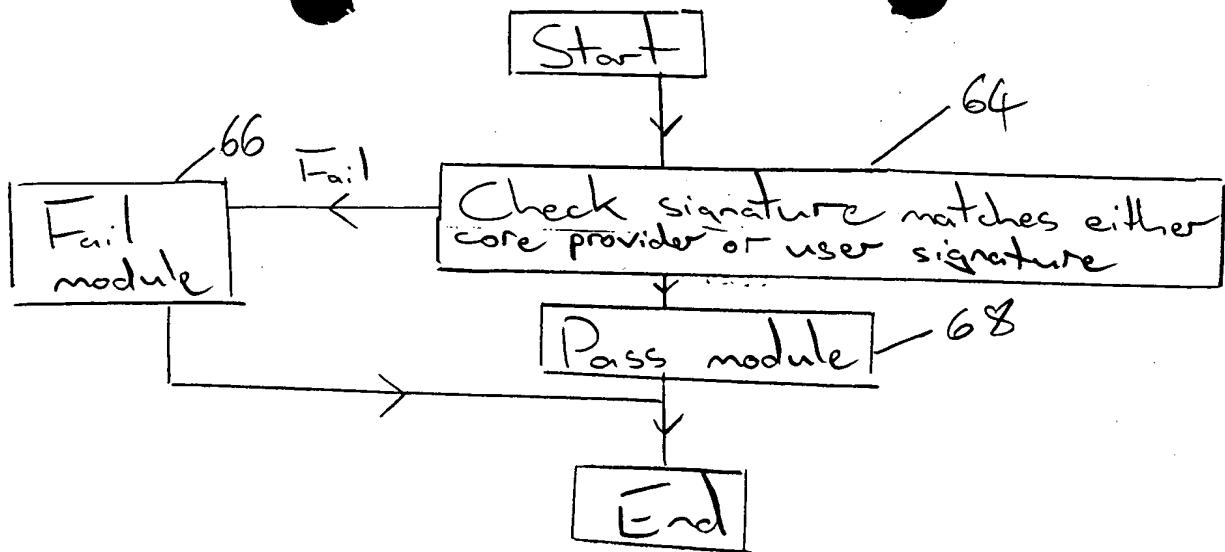 Start
64
66
Fail
Check signature matches either
core provider or user signature
Fail
module
Pass module
68
End